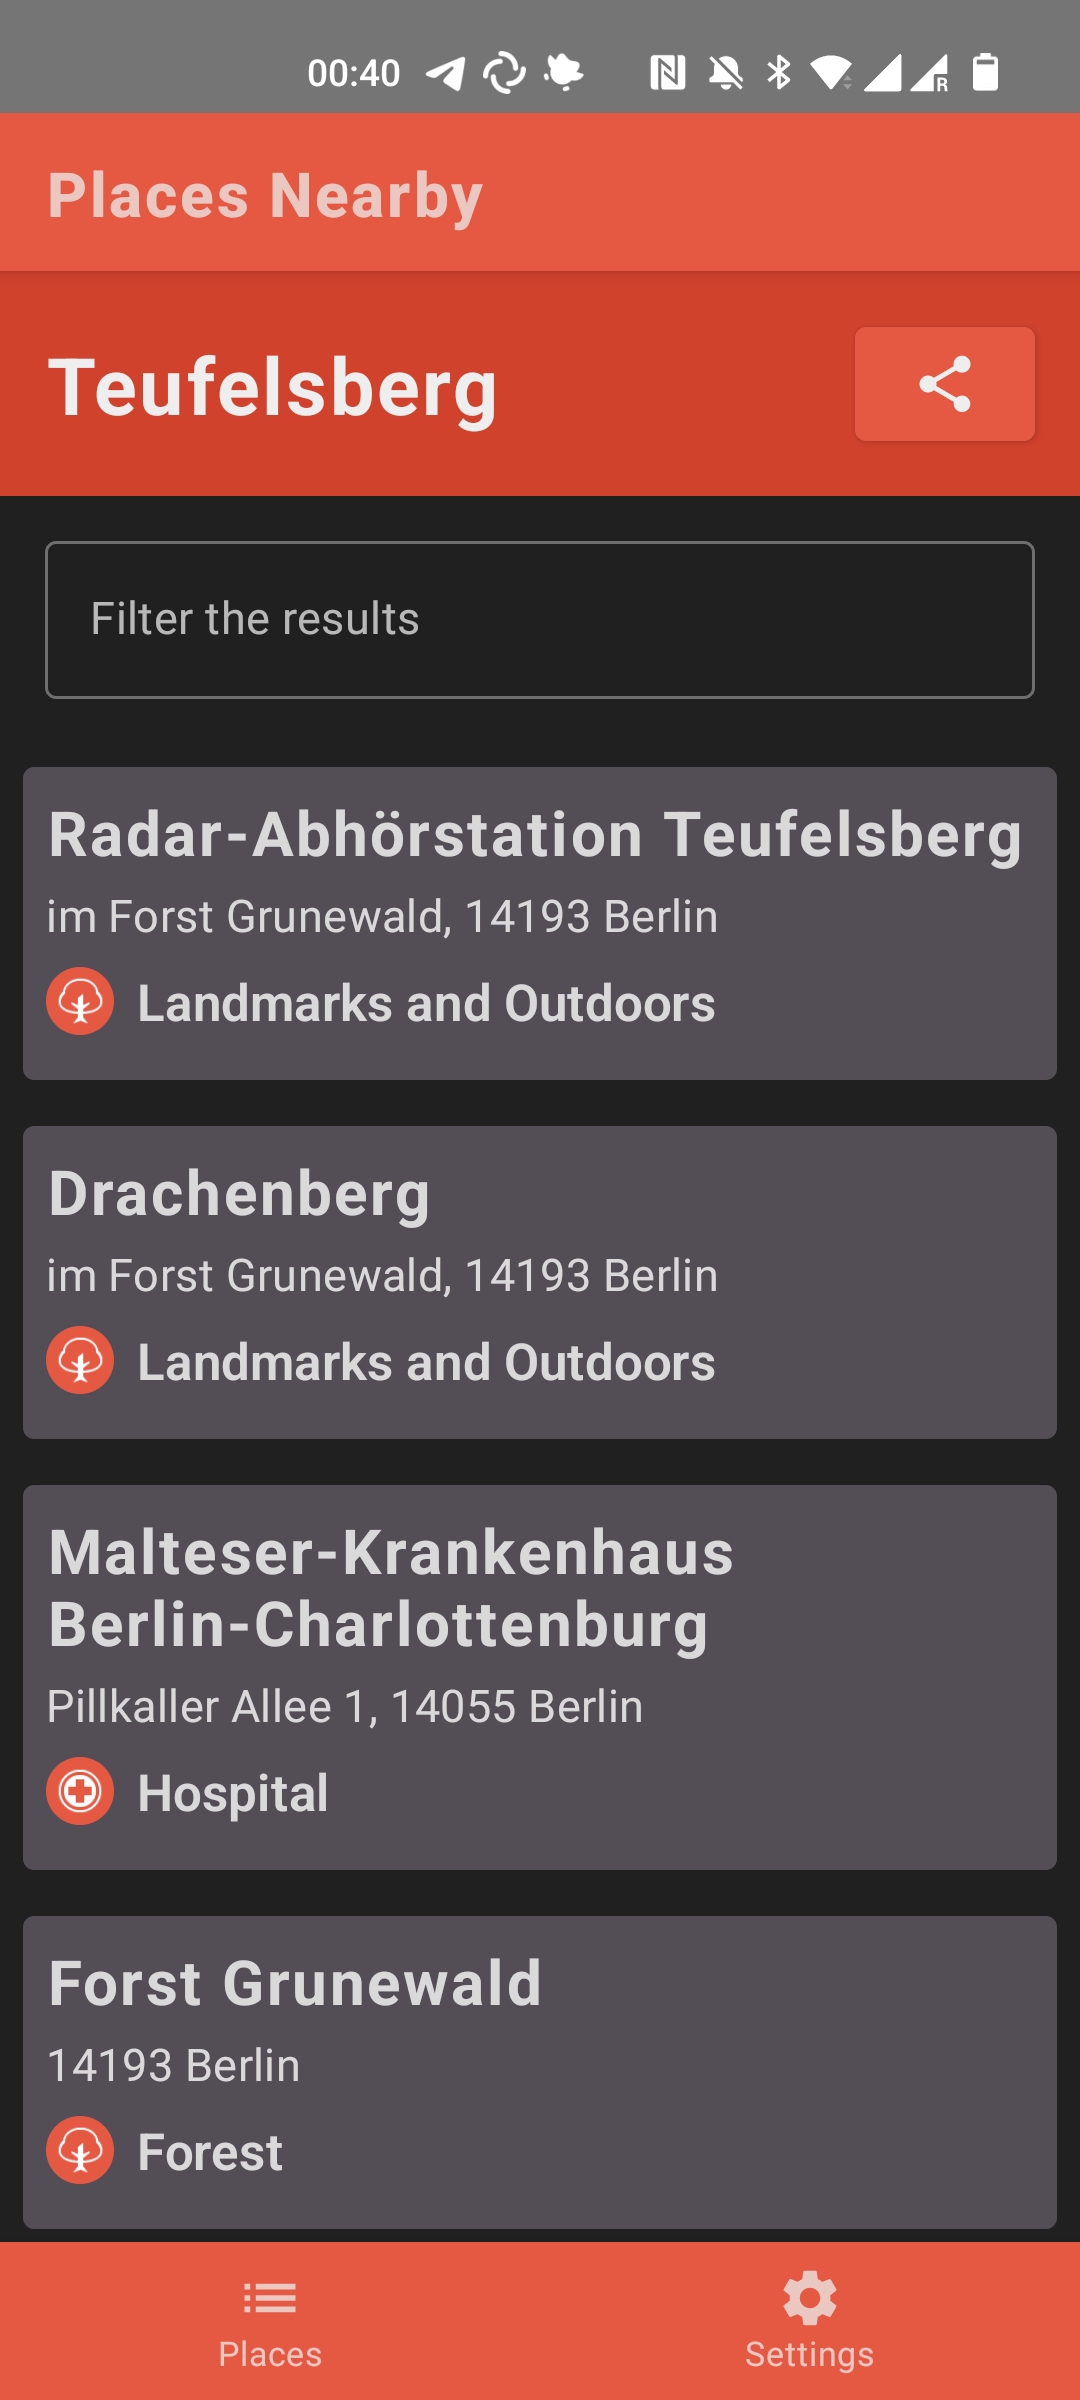 00:40
R
Places Nearby
Teufelsberg
Filter the results
Radar-Abhörstation Teufelsberg
im Forst Grunewald, 14193 Berlin
Landmarks and Outdoors
Drachenberg
im Forst Grunewald, 14193 Berlin
Landmarks and Outdoors
Malteser-Krankenhaus
Berlin-Charlottenburg
Pillkaller Allee 1, 14055 Berlin
Hospital
Forst Grunewald
14193 Berlin
Forest
Places
Settings